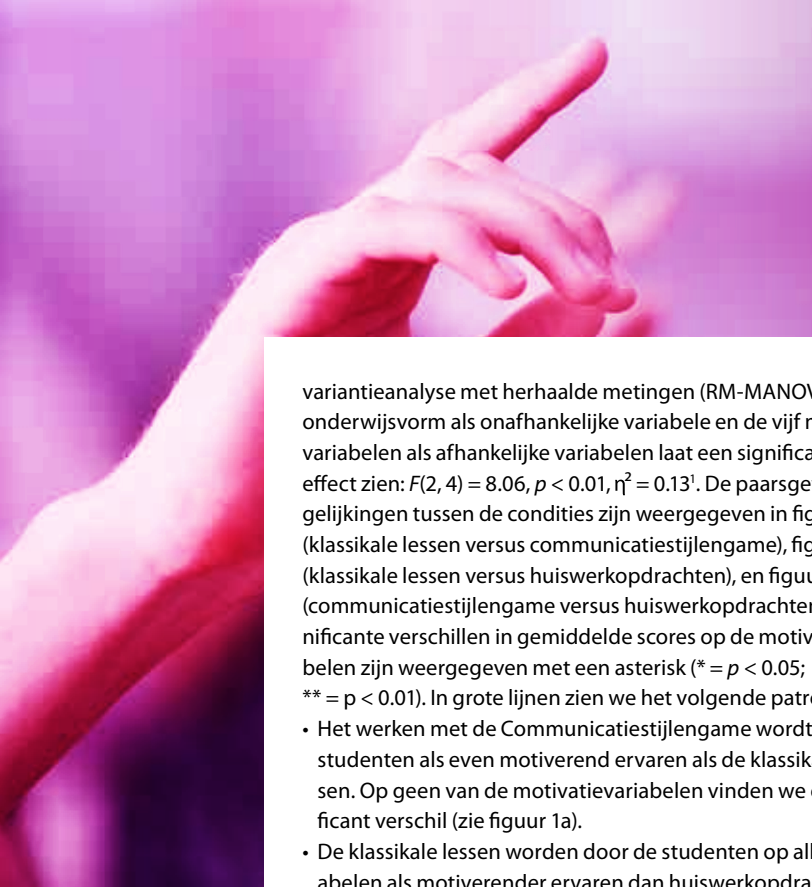 variantieanalyse met herhaalde metingen (RM-MANOV
onderwijsvorm als onafhankelijke variabele en de vijf
variabelen als afhankelijke variabelen laat een significa
effect zien: F(2, 4) = 8.06, p < 0.01, η² = 0.13¹. De paarsge
gelijkingen tussen de condities zijn weergegeven in fig
(klassikale lessen versus communicatiestijlengame), fig
(klassikale lessen versus huiswerkopdrachten), en figuu
(communicatiestijlengame versus huiswerkopdrachten
nificante verschillen in gemiddelde scores op de motiv
belen zijn weergegeven met een asterisk (* = p < 0.05;
** = p < 0.01). In grote lijnen zien we het volgende patro
• Het werken met de Communicatiestijlengame wordt
studenten als even motiverend ervaren als de klassik
sen. Op geen van de motivatievariabelen vinden we
ficant verschil (zie figuur 1a).
• De klassikale lessen worden door de studenten op all
abelen als motiverender ervaren dan huiswerkopdra